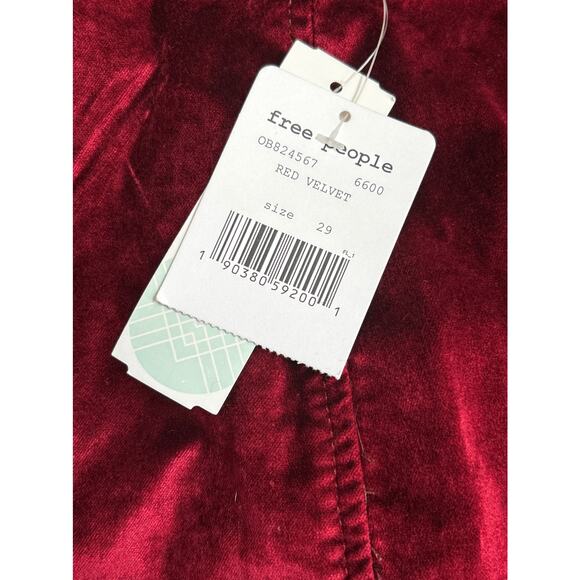 free people
OB824567 6600
RED VELVET
size 29
1 90380 59200 1